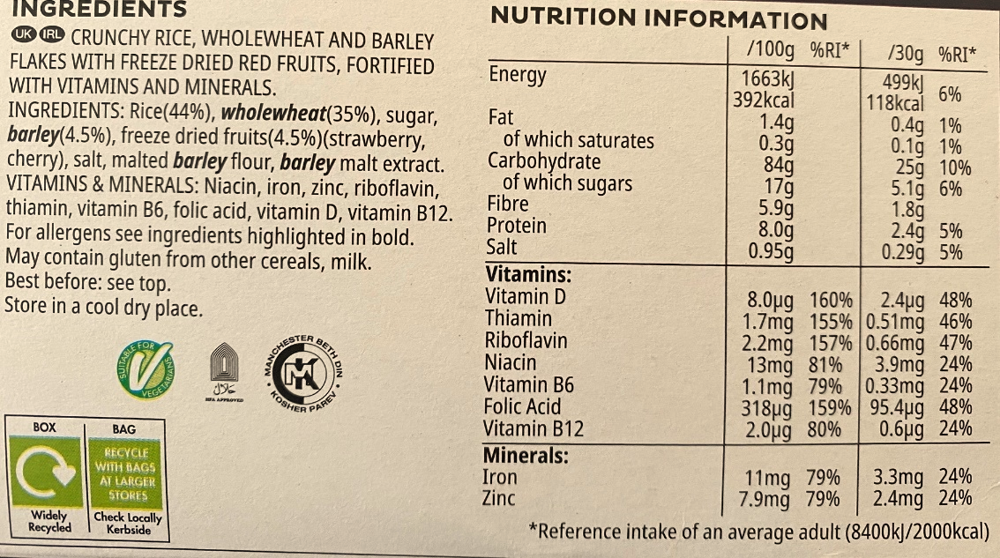 INGREDIENTS
UK IRL CRUNCHY RICE, WHOLEWHEAT AND BARLEY
FLAKES WITH FREEZE DRIED RED FRUITS, FORTIFIED
WITH VITAMINS AND MINERALS.
INGREDIENTS: Rice(44%), wholewheat(35%), sugar,
barley(4.5%), freeze dried fruits(4.5%)(strawberry,
cherry), salt, malted barley flour, barley malt extract.
VITAMINS & MINERALS: Niacin, iron, zinc, riboflavin,
thiamin, vitamin B6, folic acid, vitamin D, vitamin B12.
For allergens see ingredients highlighted in bold.
May contain gluten from other cereals, milk.
Best before: see top.
Store in a cool dry place.
SUITABLE FOR
VEGETARIANS
حلال
HFA APPROVED
MANCHESTER BETH DIN
MK
KOSHER PAREV
BOX
Widely
Recycled
BAG
RECYCLE
WITH BAGS
AT LARGER
STORES
Check Locally
Kerbside
NUTRITION INFORMATION
/100g %RI* /30g %RI*
Energy 1663kJ 499kJ
392kcal 118kcal 6%
Fat 1.4g 0.4g 1%
of which saturates 0.3g 0.1g 1%
Carbohydrate 84g 25g 10%
of which sugars 17g 5.1g 6%
Fibre 5.9g 1.8g
Protein 8.0g 2.4g 5%
Salt 0.95g 0.29g 5%
Vitamins:
Vitamin D 8.0µg 160% 2.4µg 48%
Thiamin 1.7mg 155% 0.51mg 46%
Riboflavin 2.2mg 157% 0.66mg 47%
Niacin 13mg 81% 3.9mg 24%
Vitamin B6 1.1mg 79% 0.33mg 24%
Folic Acid 318µg 159% 95.4µg 48%
Vitamin B12 2.0µg 80% 0.6µg 24%
Minerals:
Iron 11mg 79% 3.3mg 24%
Zinc 7.9mg 79% 2.4mg 24%
*Reference intake of an average adult (8400kJ/2000kcal)